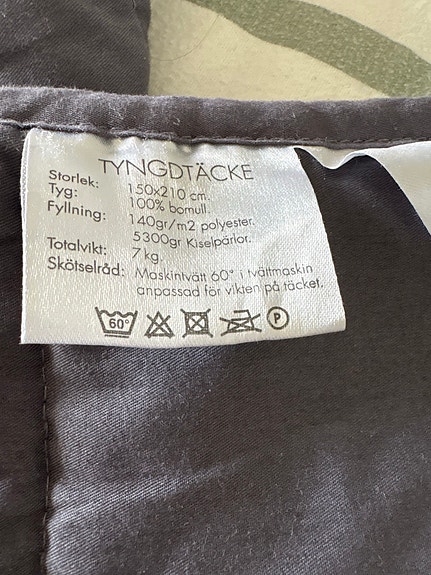 TYNGDTÄCKE
Storlek: 150x210 cm.
Tyg: 100% bomull.
Fyllning: 140gr/m2 polyester.
5300gr Kiselpärlor.
Totalvikt: 7 kg.
Skötselråd: Maskintvätt 60° i tvättmaskin
anpassad för vikten på täcket.
60° P